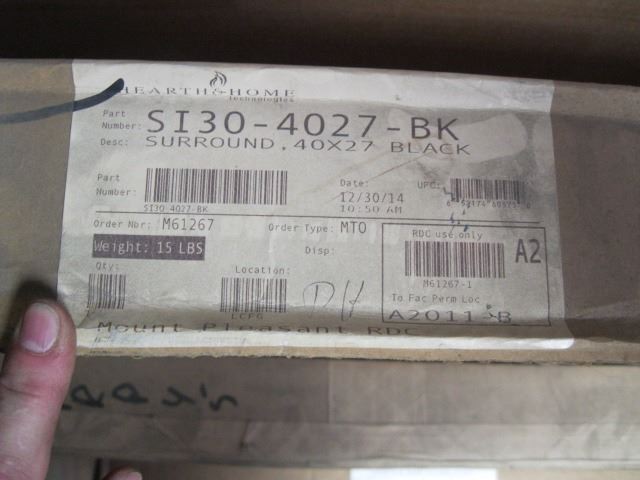 HEARTH & HOME
technologies
Part Number: SI30-4027-BK
Desc: SURROUND,40X27 BLACK
Part Number:
SI30-4027-BK
Date: 12/30/14
10:50 AM
UPC:
Order Nbr: M61267
Order Type: MTO
Weight: 15 LBS
Disp:
Qty:
Location:
ECFG
DH
RDC use only
A2
M61267-1
To Fac Perm Loc
A2011-B
Mount Pleasant RDC